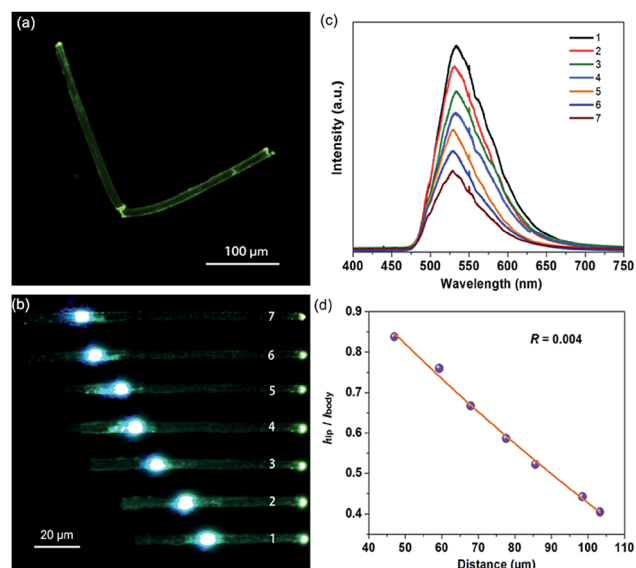 (a)
100 µm
(b)
7
6
5
4
3
2
1
20 µm
(c)
Intensity (a.u.)
1
2
3
4
5
6
7
400 450 500 550 600 650 700 750
Wavelength (nm)
(d)
Itip / Ibody
R = 0.004
0.9
0.8
0.7
0.6
0.5
0.4
40 50 60 70 80 90 100 110
Distance (µm)